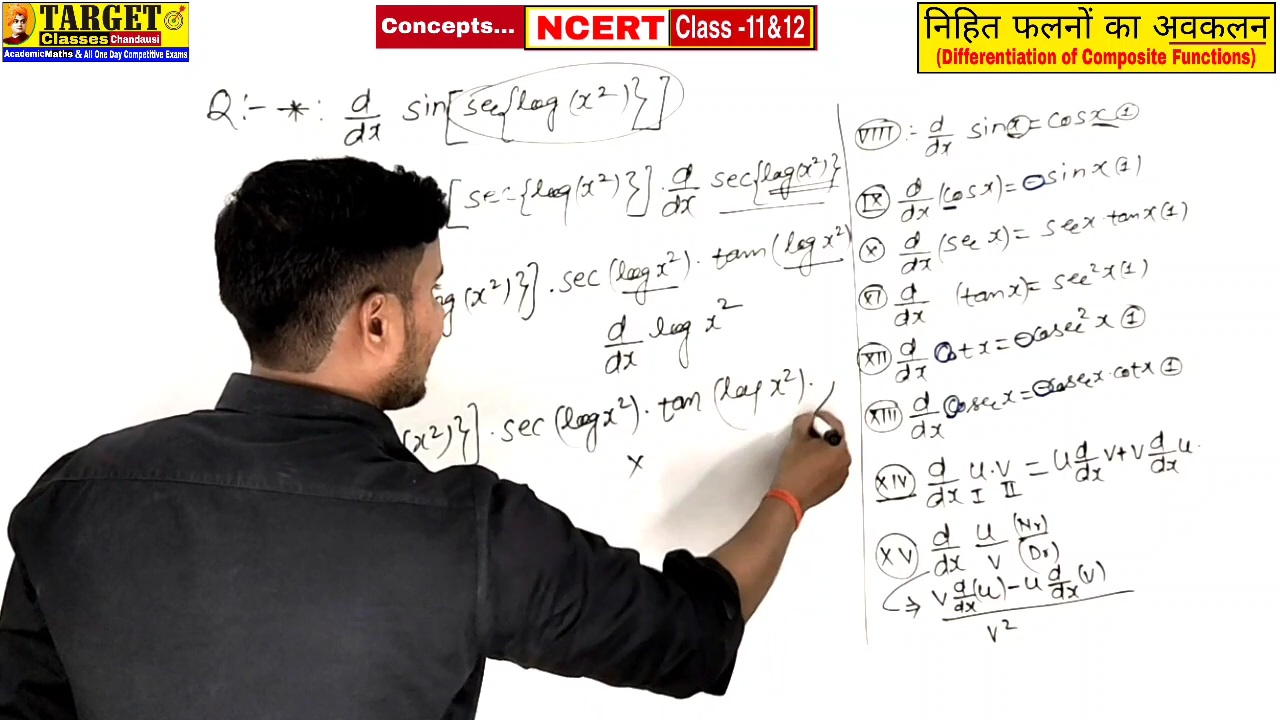 TARGET
Classes Chandausi
Academic Maths & All One Day Competitive Exams
Concepts... NCERT Class -11&12
निहित फलनों का अवकलन
(Differentiation of Composite Functions)
Q:- *: d/dx sin[sec{log(x²)}]
[sec{log(x²)}] · d/dx sec{log(x²)}
log(x²)}] · sec(log x²) · tan(log x²)
d/dx log x²
(x²)}] · sec(log x²) · tan(log x²) ·
x
VIII :- d/dx sin x = cos x (1)
IX d/dx (cos x) = -sin x (1)
X d/dx (sec x) = sec x · tan x (1)
XI d/dx (tan x) = sec² x (1)
XII d/dx Cot x = -cosec² x (1)
XIII d/dx Cosec x = -cosec x · cot x (1)
XIV d/dx u·v = u d/dx v + v d/dx u
I II
XV d/dx u/v (Nr)/(Dr)
⇒ v d/dx (u) - u d/dx (v)
v²